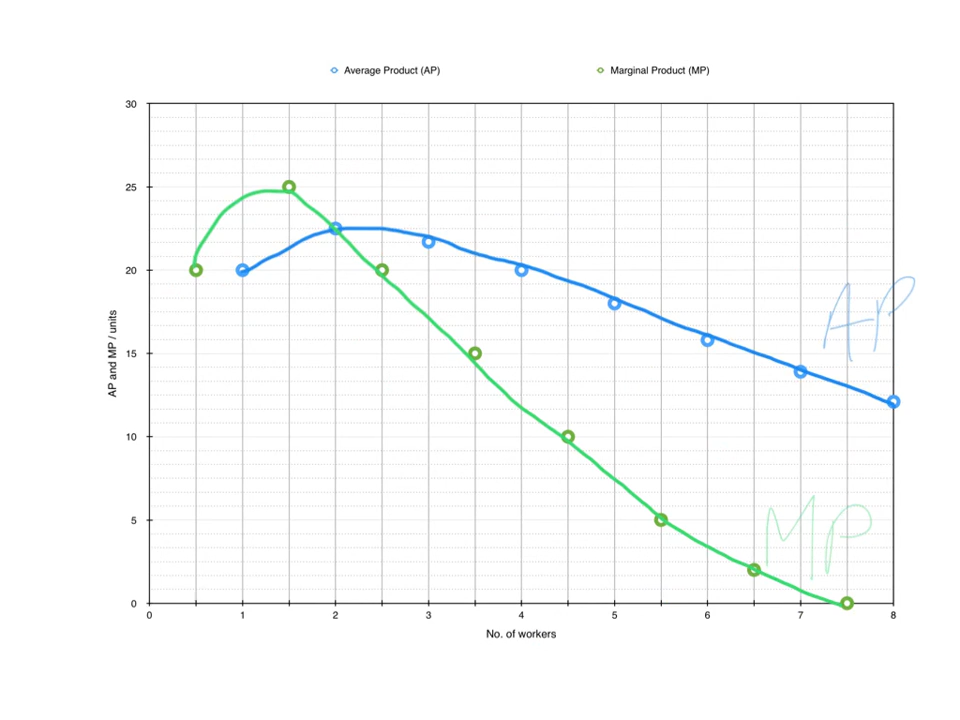 Average Product (AP) Marginal Product (MP)
30
25
20
15
10
5
0
AP and MP / units
AP
MP
0 1 2 3 4 5 6 7 8
No. of workers